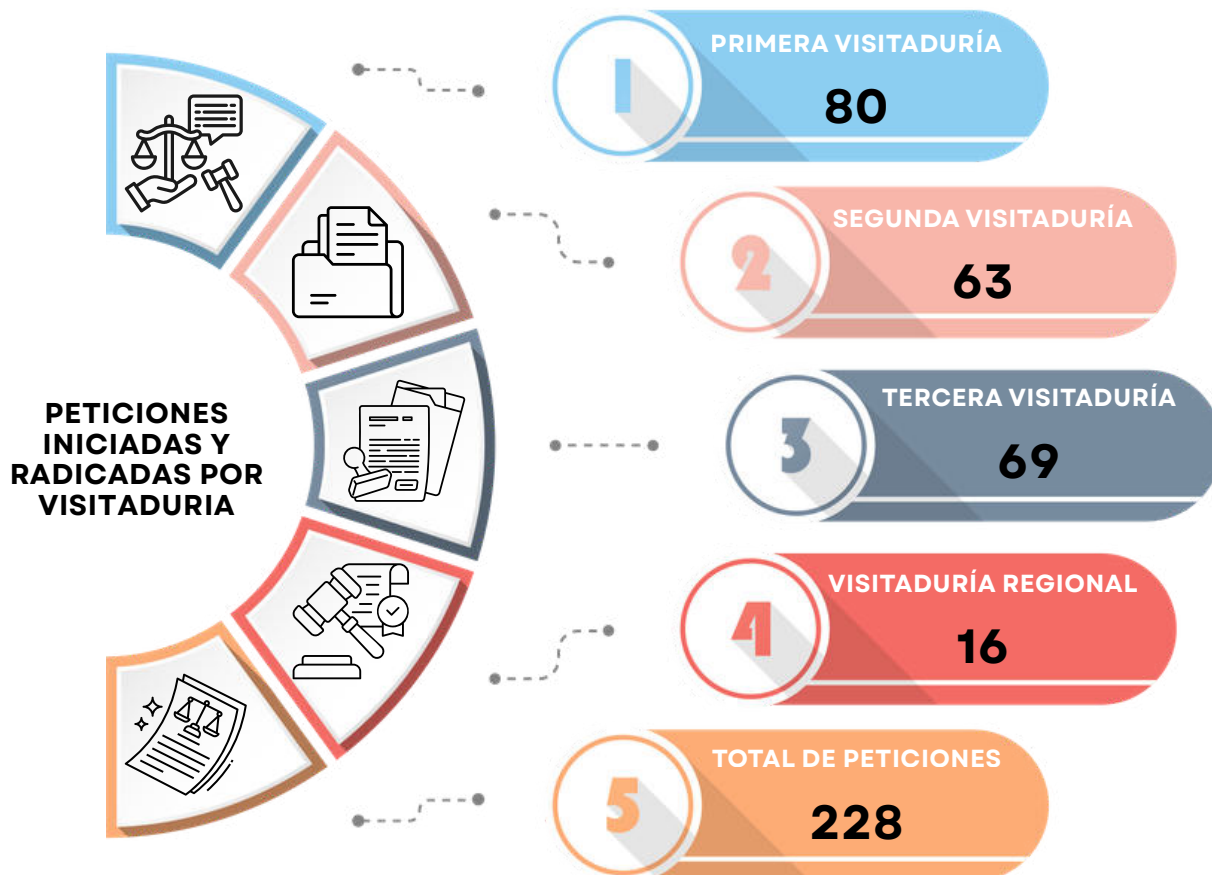 PETICIONES
INICIADAS Y
RADICADAS POR
VISITADURIA
1
PRIMERA VISITADURÍA
80
2
SEGUNDA VISITADURÍA
63
3
TERCERA VISITADURÍA
69
4
VISITADURÍA REGIONAL
16
5
TOTAL DE PETICIONES
228